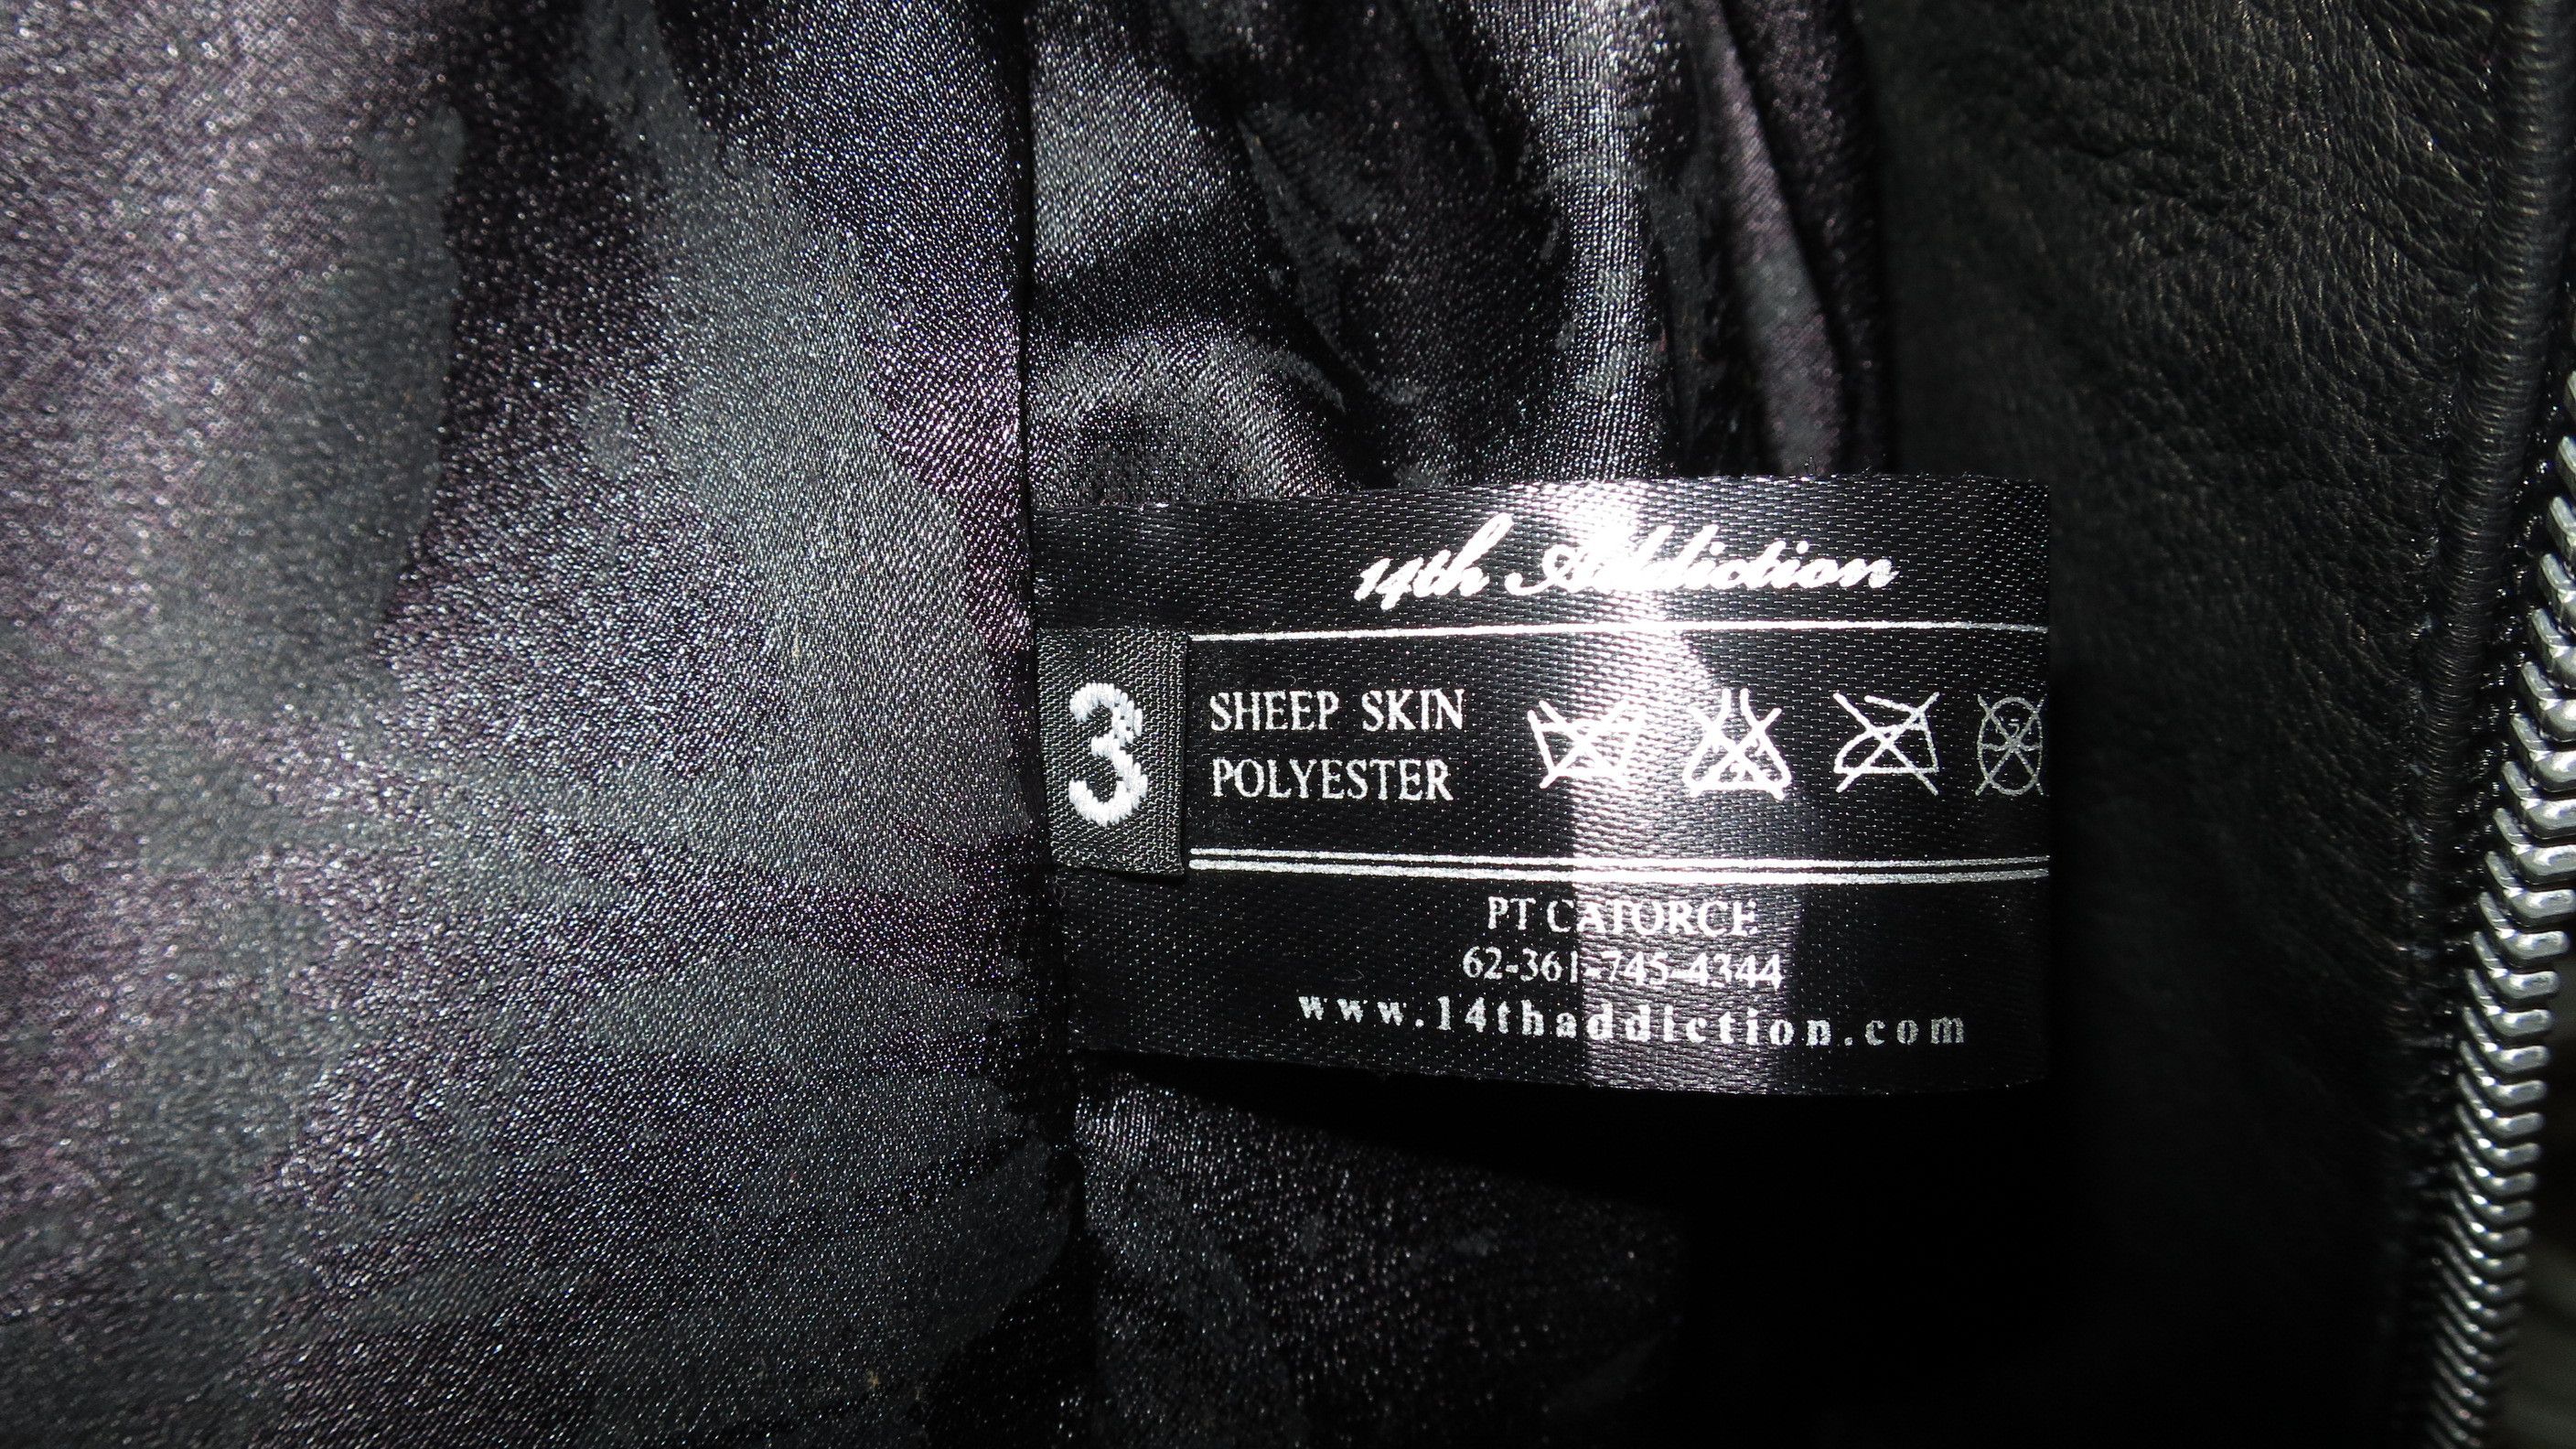 14th Addiction
3
SHEEP SKIN
POLYESTER
PT CATORCE
62-361-745-4344
www.14thaddiction.com